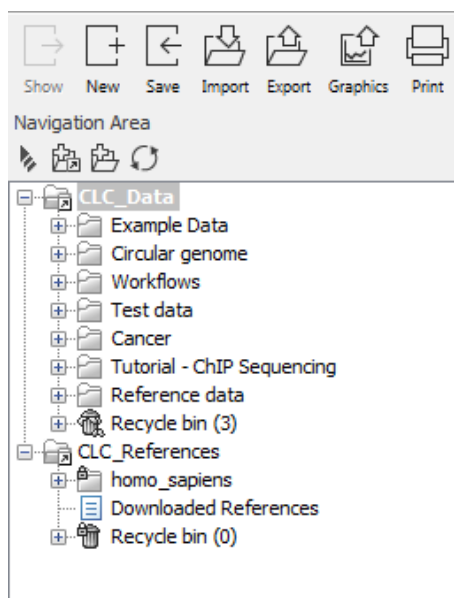 Show New Save Import Export Graphics Print
Navigation Area
CLC_Data
Example Data
Circular genome
Workflows
Test data
Cancer
Tutorial - ChIP Sequencing
Reference data
Recycle bin (3)
CLC_References
homo_sapiens
Downloaded References
Recycle bin (0)